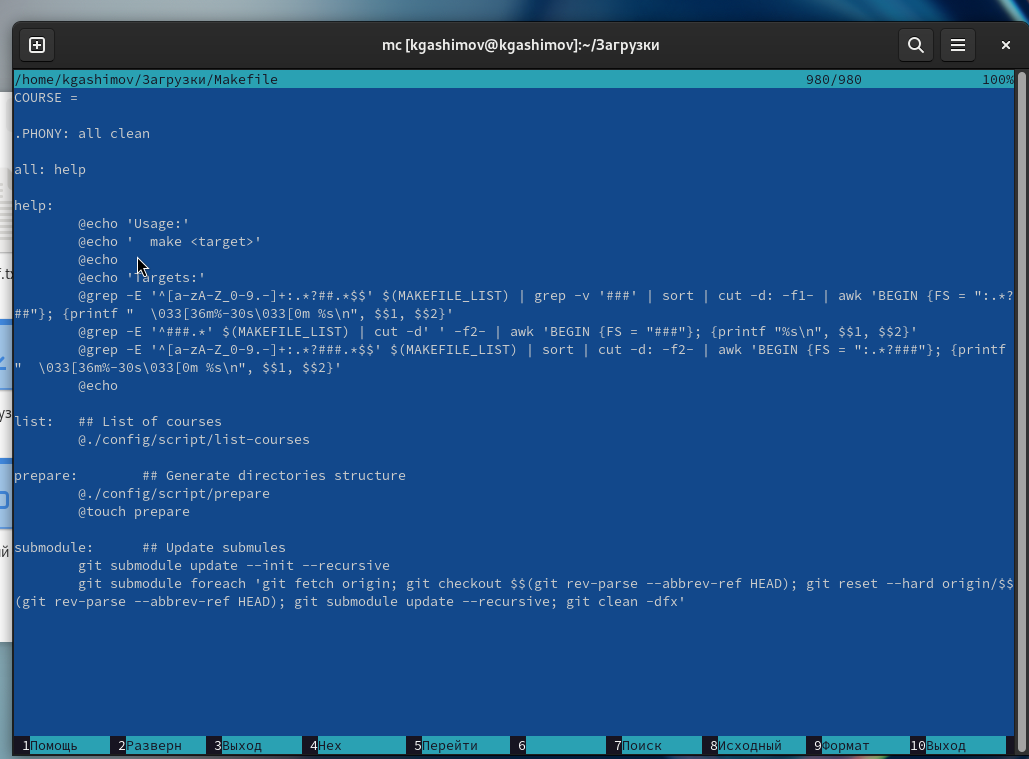 mc [kgashimov@kgashimov]:~/Загрузки
/home/kgashimov/Загрузки/Makefile 980/980 100%
COURSE =
.PHONY: all clean
all: help
help:
@echo 'Usage:'
@echo '  make <target>'
@echo
@echo 'Targets:'
@grep -E '^[a-zA-Z_0-9.-]+:.*?##.*$$' $(MAKEFILE_LIST) | grep -v '###' | sort | cut -d: -f1- | awk 'BEGIN {FS = ":.*?
##"}; {printf "  \033[36m%-30s\033[0m %s\n", $$1, $$2}'
@grep -E '^###.*' $(MAKEFILE_LIST) | cut -d' ' -f2- | awk 'BEGIN {FS = "###"}; {printf "%s\n", $$1, $$2}'
@grep -E '^[a-zA-Z_0-9.-]+:.*?###.*$$' $(MAKEFILE_LIST) | sort | cut -d: -f2- | awk 'BEGIN {FS = ":.*?###"}; {printf
"  \033[36m%-30s\033[0m %s\n", $$1, $$2}'
@echo
list:   ## List of courses
@./config/script/list-courses
prepare:        ## Generate directories structure
@./config/script/prepare
@touch prepare
submodule:      ## Update submules
git submodule update --init --recursive
git submodule foreach 'git fetch origin; git checkout $$(git rev-parse --abbrev-ref HEAD); git reset --hard origin/$$
(git rev-parse --abbrev-ref HEAD); git submodule update --recursive; git clean -dfx'
1Помощь 2Разверн 3Выход 4Hex 5Перейти 6 7Поиск 8Исходный 9Формат 10Выход